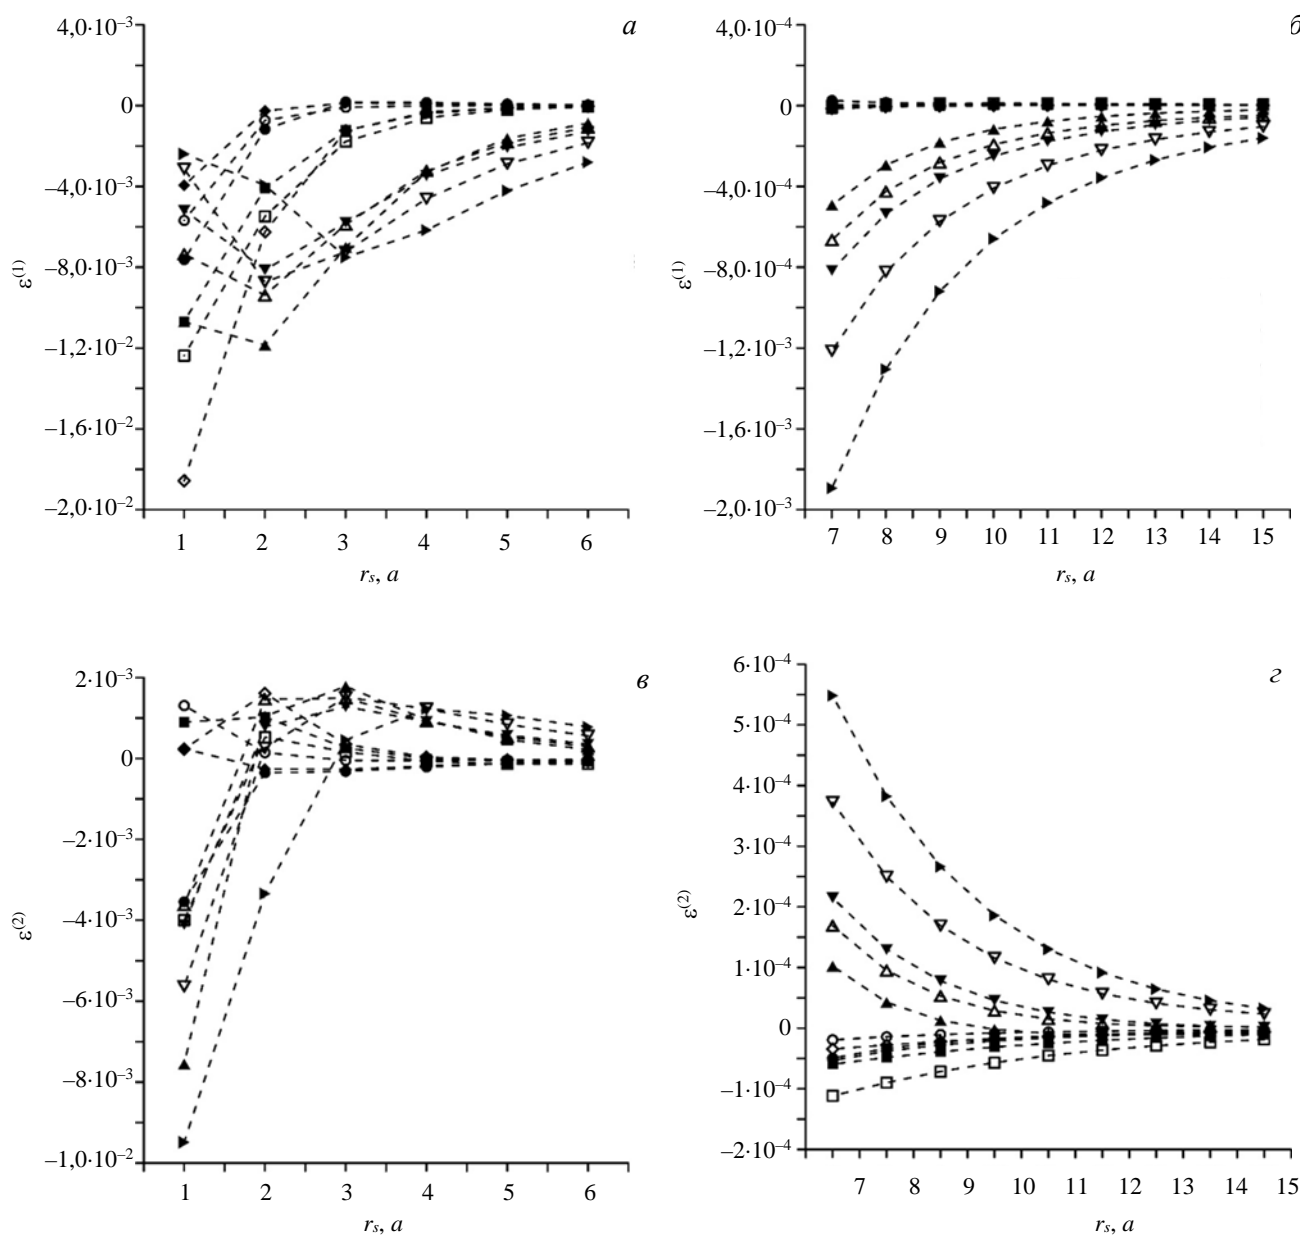 4,0·10⁻³
0
–4,0·10⁻³
–8,0·10⁻³
–1,2·10⁻²
–1,6·10⁻²
–2,0·10⁻²
ε⁽¹⁾
1 2 3 4 5 6
rₛ, a
а
4,0·10⁻⁴
0
–4,0·10⁻⁴
–8,0·10⁻⁴
–1,2·10⁻³
–1,6·10⁻³
–2,0·10⁻³
ε⁽¹⁾
7 8 9 10 11 12 13 14 15
rₛ, a
б
2·10⁻³
0
–2·10⁻³
–4·10⁻³
–6·10⁻³
–8·10⁻³
–1,0·10⁻²
ε⁽²⁾
1 2 3 4 5 6
rₛ, a
в
6·10⁻⁴
5·10⁻⁴
4·10⁻⁴
3·10⁻⁴
2·10⁻⁴
1·10⁻⁴
0
–1·10⁻⁴
–2·10⁻⁴
ε⁽²⁾
7 8 9 10 11 12 13 14 15
rₛ, a
г